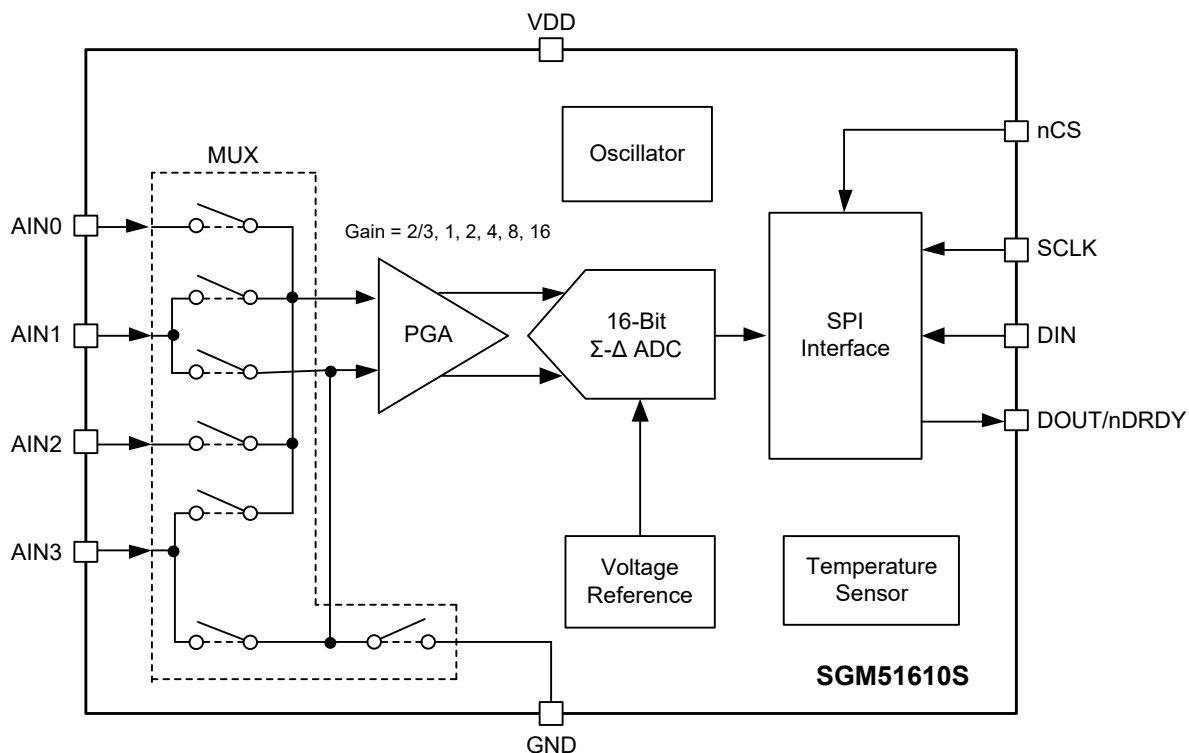 VDD
nCS
Oscillator
MUX
AIN0
Gain = 2/3, 1, 2, 4, 8, 16
SCLK
AIN1
PGA
16-Bit
Σ-Δ ADC
SPI
Interface
DIN
AIN2
DOUT/nDRDY
AIN3
Voltage
Reference
Temperature
Sensor
SGM51610S
GND